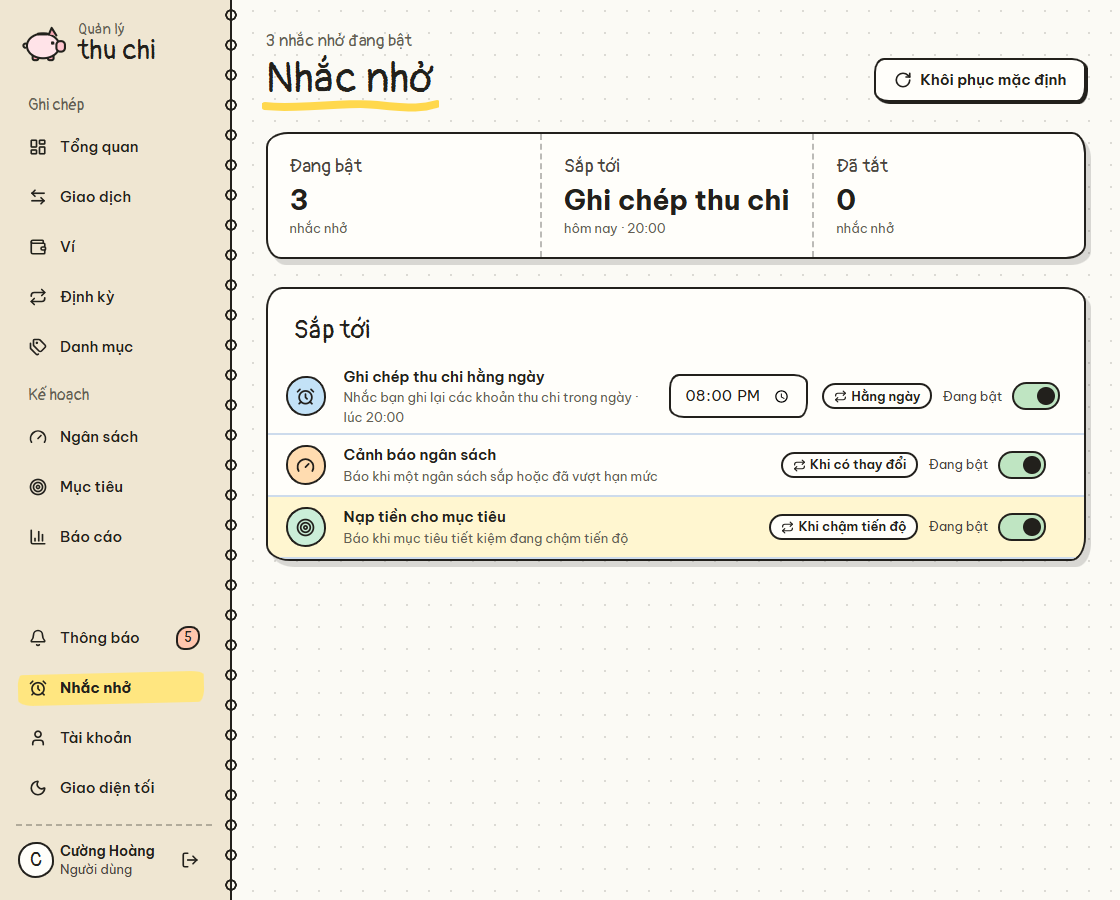 Quản lý
thu chi
Ghi chép
Tổng quan
Giao dịch
Ví
Định kỳ
Danh mục
Kế hoạch
Ngân sách
Mục tiêu
Báo cáo
Thông báo
5
Nhắc nhở
Tài khoản
Giao diện tối
C
Cường Hoàng
Người dùng
3 nhắc nhở đang bật
Nhắc nhở
Khôi phục mặc định
Đang bật
3
nhắc nhở
Sắp tới
Ghi chép thu chi
hôm nay · 20:00
Đã tắt
0
nhắc nhở
Sắp tới
Ghi chép thu chi hằng ngày
Nhắc bạn ghi lại các khoản thu chi trong ngày ·
lúc 20:00
08:00 PM
Hằng ngày
Đang bật
Cảnh báo ngân sách
Báo khi một ngân sách sắp hoặc đã vượt hạn mức
Khi có thay đổi
Đang bật
Nạp tiền cho mục tiêu
Báo khi mục tiêu tiết kiệm đang chậm tiến độ
Khi chậm tiến độ
Đang bật